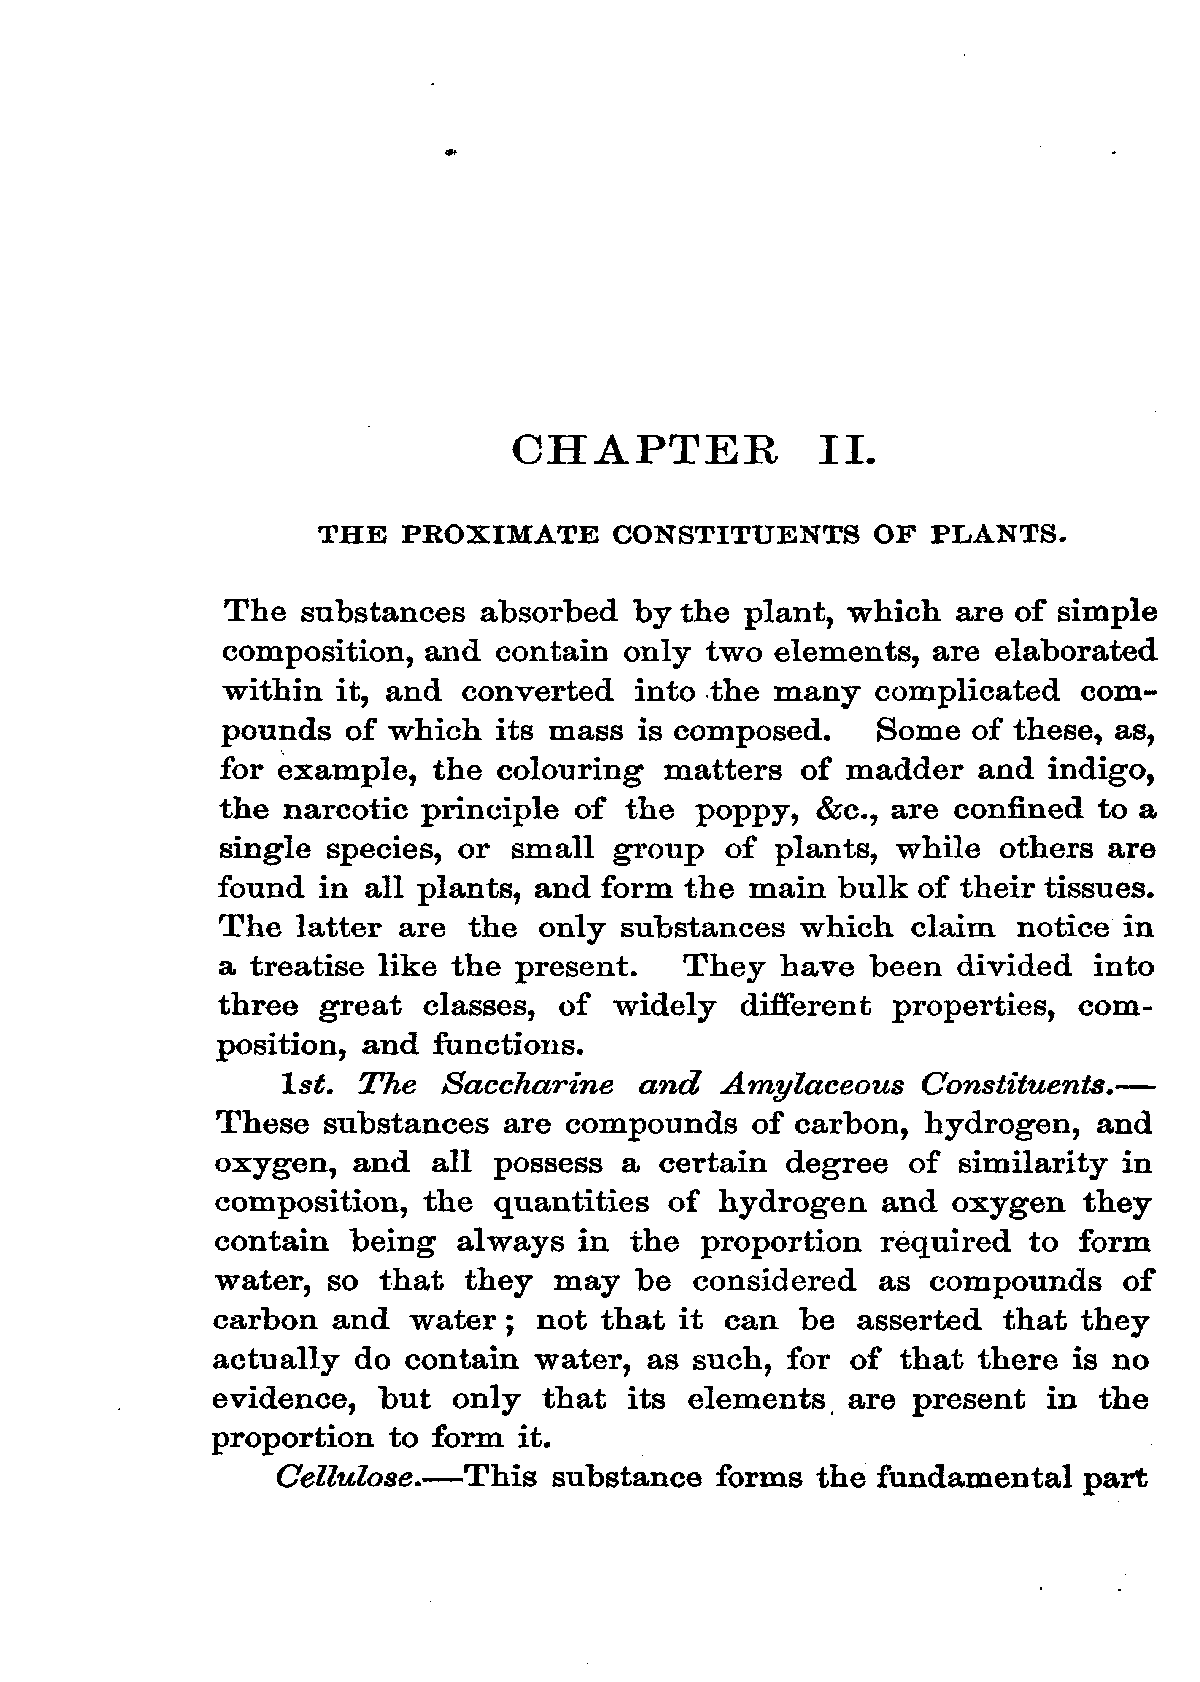 CHAPTER II.
THE PROXIMATE CONSTITUENTS OF PLANTS.
The substances absorbed by the plant, which are of simple
composition, and contain only two elements, are elaborated
within it, and converted into the many complicated com-
pounds of which its mass is composed. Some of these, as,
for example, the colouring matters of madder and indigo,
the narcotic principle of the poppy, &c., are confined to a
single species, or small group of plants, while others are
found in all plants, and form the main bulk of their tissues.
The latter are the only substances which claim notice in
a treatise like the present. They have been divided into
three great classes, of widely different properties, com-
position, and functions.
1st. The Saccharine and Amylaceous Constituents.—
These substances are compounds of carbon, hydrogen, and
oxygen, and all possess a certain degree of similarity in
composition, the quantities of hydrogen and oxygen they
contain being always in the proportion required to form
water, so that they may be considered as compounds of
carbon and water; not that it can be asserted that they
actually do contain water, as such, for of that there is no
evidence, but only that its elements are present in the
proportion to form it.
Cellulose.—This substance forms the fundamental part